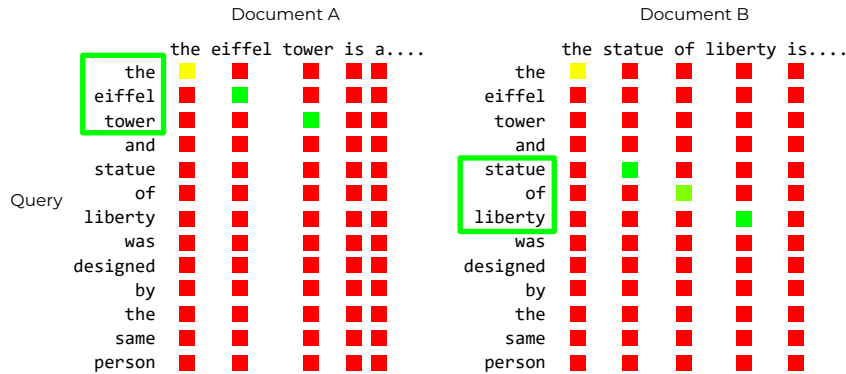 Document A
the eiffel tower is a....
the
eiffel
tower
and
statue
of
liberty
was
designed
by
the
same
person
Query
Document B
the statue of liberty is....
the
eiffel
tower
and
statue
of
liberty
was
designed
by
the
same
person